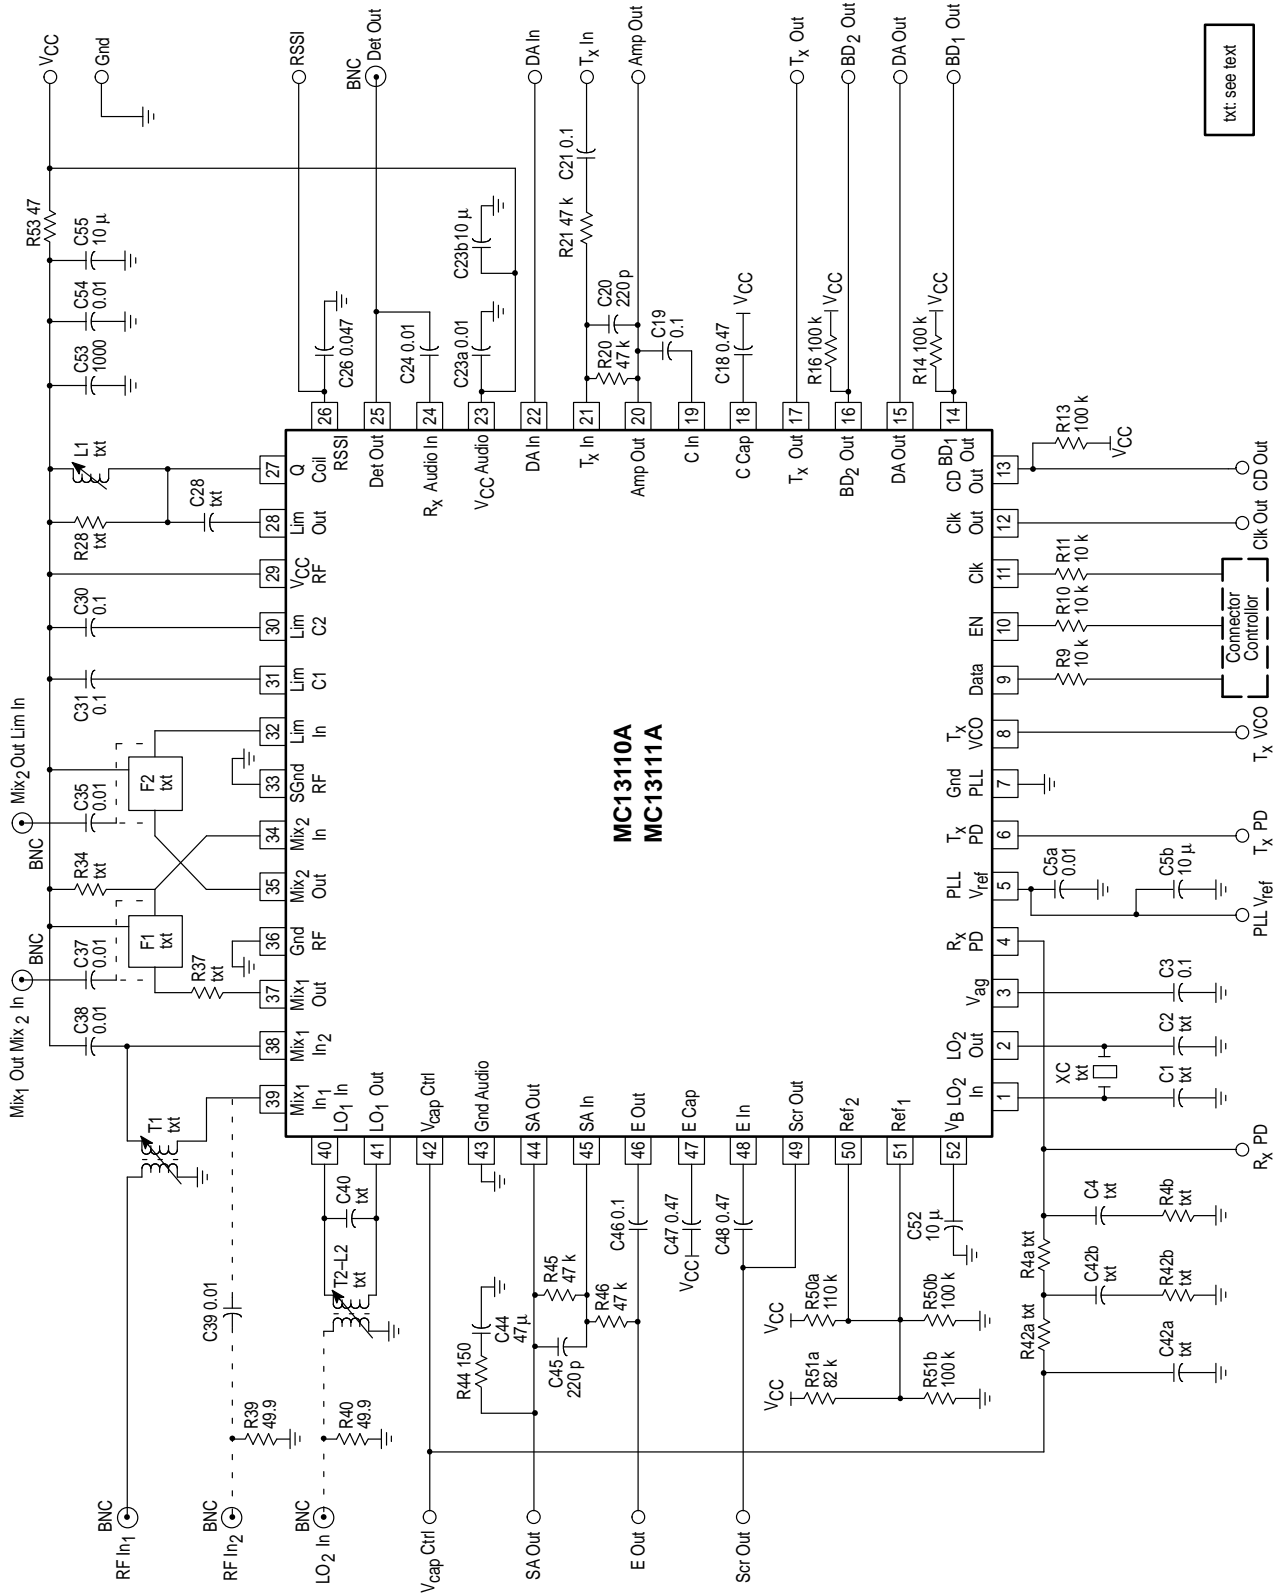 Mix₁ Out Mix ₂ In
BNC
Mix₂ Out Lim In
BNC
C38
0.01
C37
0.01
F1
txt
R37
txt
R34
txt
C35
0.01
F2
txt
C31
0.1
C30
0.1
R28
txt
C28
txt
L1
txt
C53
1000
C54
0.01
C55
10 µ
R53 47
VCC
Gnd
T1
txt
39
Mix₁
In₁
38
Mix₁
In₂
37
Mix₁
Out
36
Gnd
RF
35
Mix₂
Out
34
Mix₂
In
33
SGnd
RF
32
Lim
In
31
Lim
C1
30
Lim
C2
29
VCC
RF
28
Lim
Out
27
Q
Coil
RF In₁
BNC
RF In₂
BNC
R39
49.9
C39 0.01
LO₂ In
BNC
R40
49.9
T2–L2
txt
C40
txt
40
LO₁ In
41
LO₁ Out
Vcap Ctrl
42
Vcap Ctrl
43
Gnd Audio
SA Out
R44 150
C44
47µ
C45
220 p
R45
47 k
R46
47 k
44
SA Out
45
SA In
E Out
C46 0.1
46
E Out
VCC
C47 0.47
47
E Cap
Scr Out
C48 0.47
48
E In
49
Scr Out
VCC
R50a
110 k
R50b
100 k
50
Ref₂
VCC
R51a
82 k
R51b
100 k
51
Ref₁
C52
10 µ
52
VB
MC13110A
MC13111A
26
RSSI
C26 0.047
RSSI
25
Det Out
BNC
Det Out
24
Rx Audio In
C24 0.01
23
VCC Audio
C23a 0.01
C23b10 µ
22
DA In
DA In
21
Tx In
R21 47 k
C21 0.1
Tx In
R20
47 k
C20
220 p
20
Amp Out
Amp Out
19
C In
C19
0.1
18
C Cap
C18 0.47
VCC
17
Tx Out
Tx Out
16
BD₂ Out
R16 100 k
VCC
BD₂ Out
15
DA Out
DA Out
14
BD₁
Out
R14 100 k
VCC
BD₁ Out
LO₂
In
1
LO₂
Out
2
Vag
3
Rx
PD
4
PLL
Vref
5
Tx
PD
6
Gnd
PLL
7
Tx
VCO
8
Data
9
EN
10
Clk
11
Clk
Out
12
CD
Out
13
XC
txt
C1
txt
C2
txt
C3
0.1
C5a
0.01
C5b
10 µ
R9
10 k
R10
10 k
R11
10 k
R13
100 k
VCC
R42a txt
R4a txt
C42a
txt
C42b
txt
R42b
txt
C4
txt
R4b
txt
Rx PD
PLL Vref
Tx PD
Tx VCO
Connector
Controllor
Clk Out
CD Out
txt: see text